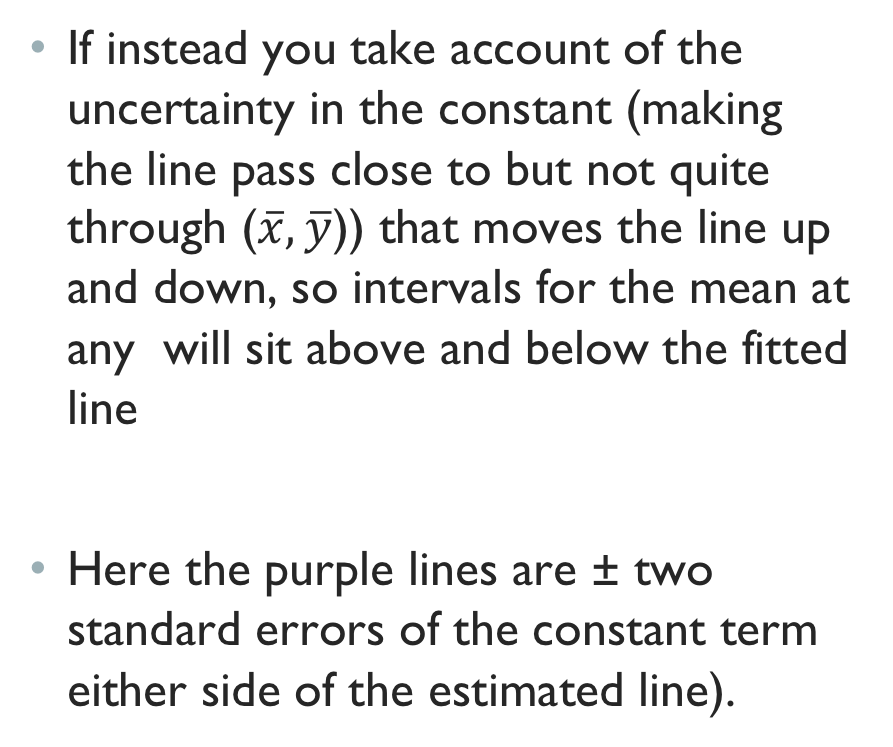 • If instead you take account of the
uncertainty in the constant (making
the line pass close to but not quite
through (x̄, ȳ)) that moves the line up
and down, so intervals for the mean at
any  will sit above and below the fitted
line
• Here the purple lines are ± two
standard errors of the constant term
either side of the estimated line).